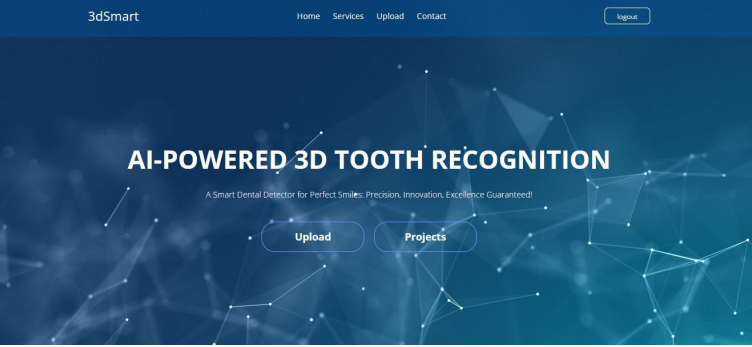 3dSmart
Home Services Upload Contact
logout
AI-POWERED 3D TOOTH RECOGNITION
A Smart Dental Detector for Perfect Smiles: Precision, Innovation, Excellence Guaranteed!
Upload
Projects